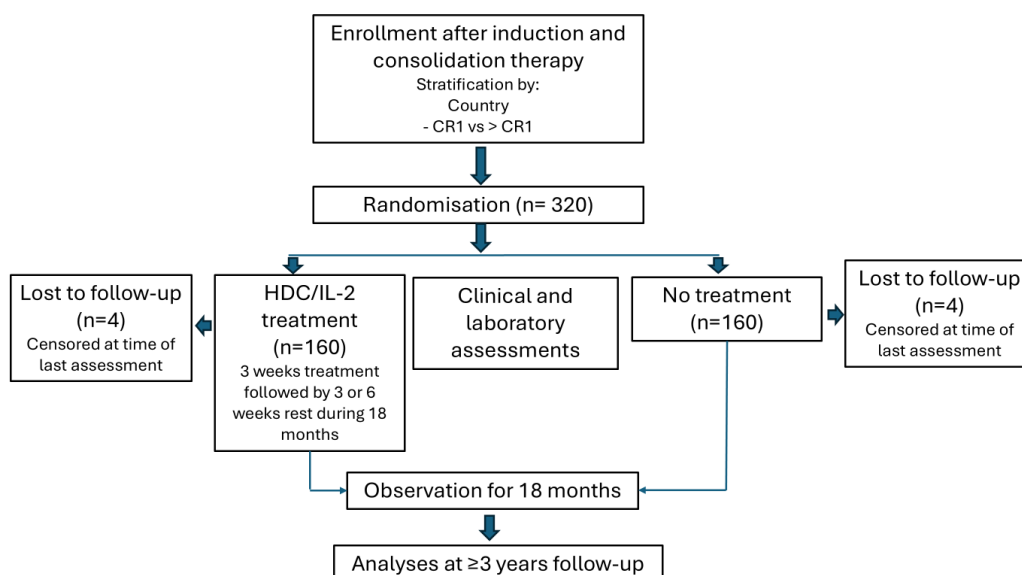 Enrollment after induction and
consolidation therapy
Stratification by:
Country
- CR1 vs > CR1
Randomisation (n= 320)
Lost to follow-up
(n=4)
Censored at time of
last assessment
HDC/IL-2
treatment
(n=160)
3 weeks treatment
followed by 3 or 6
weeks rest during 18
months
Clinical and
laboratory
assessments
No treatment
(n=160)
Lost to follow-up
(n=4)
Censored at time of
last assessment
Observation for 18 months
Analyses at ≥3 years follow-up